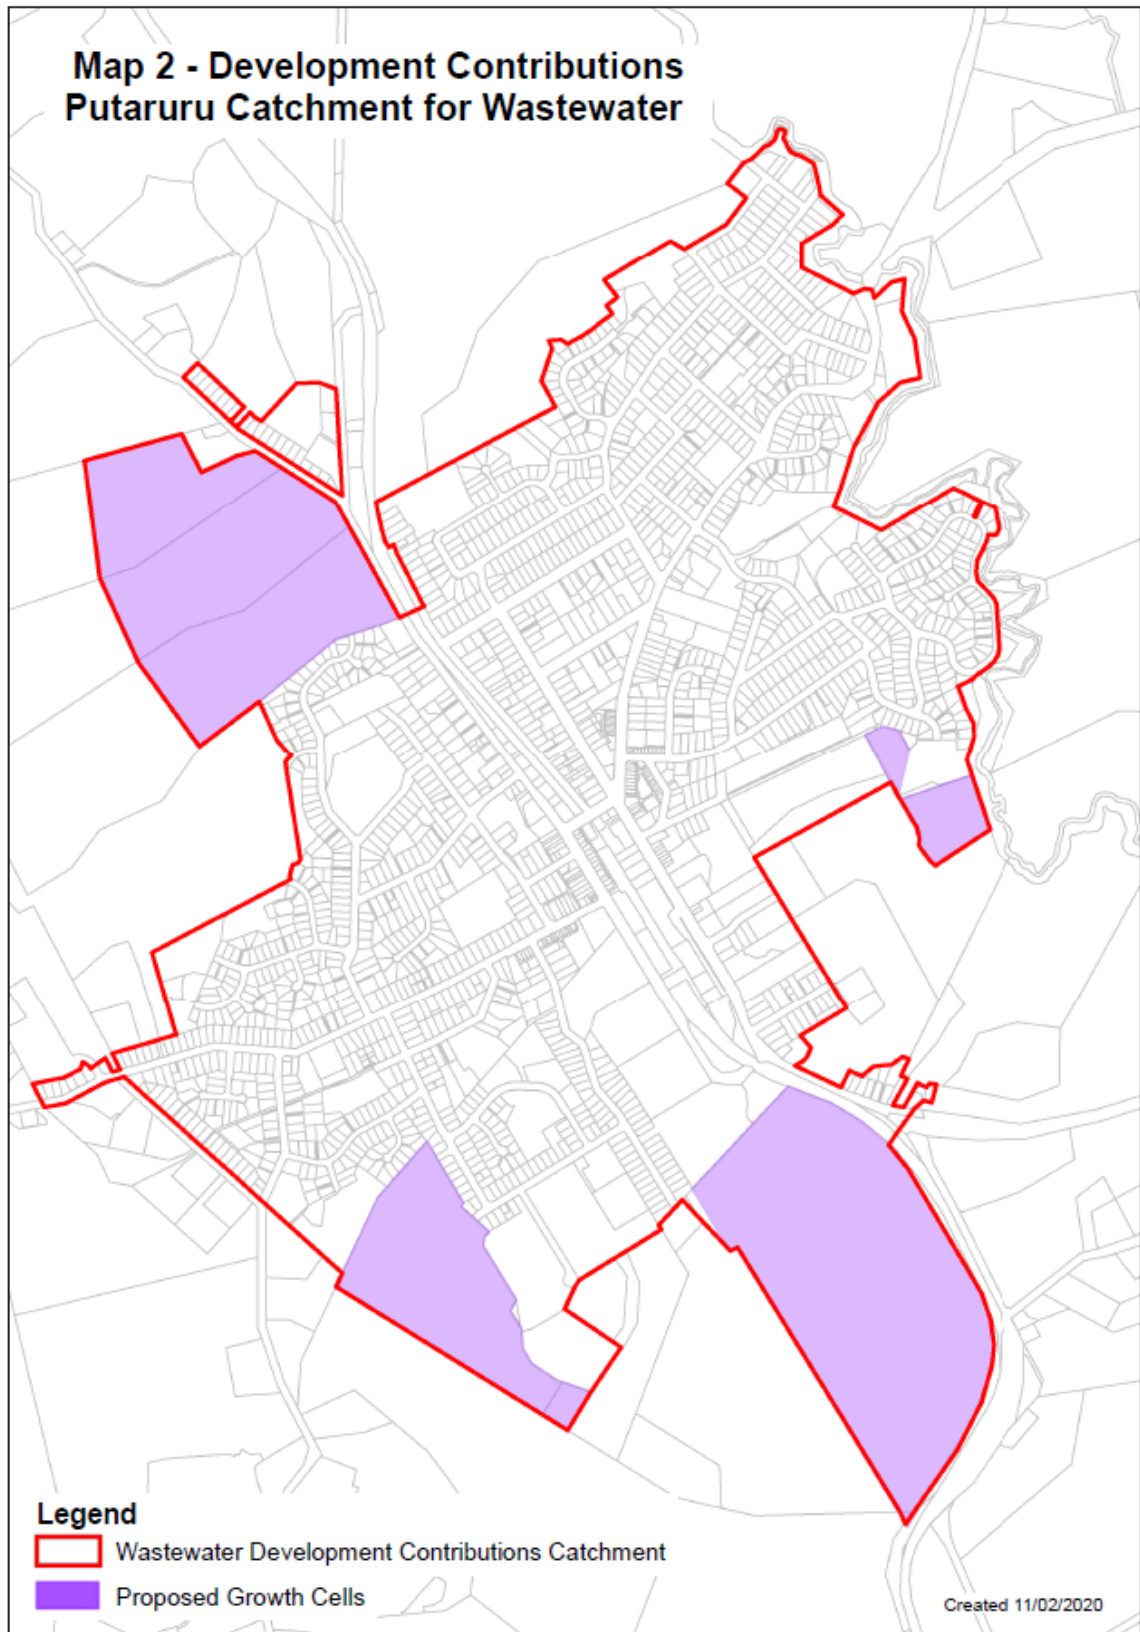 Map 2 - Development Contributions
Putaruru Catchment for Wastewater
Legend
Wastewater Development Contributions Catchment
Proposed Growth Cells
Created 11/02/2020